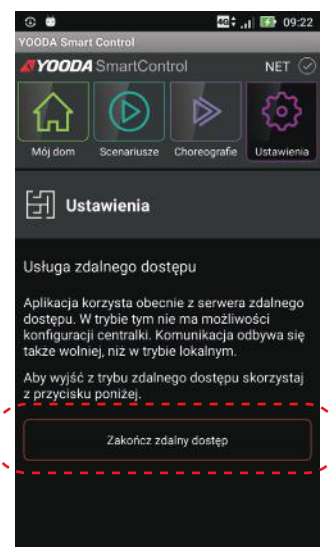 4G 09:22
YOODA Smart Control
YOODA SmartControl NET
Mój dom Scenariusze Choreografie Ustawienia
Ustawienia
Usługa zdalnego dostępu
Aplikacja korzysta obecnie z serwera zdalnego
dostępu. W trybie tym nie ma możliwości
konfiguracji centralki. Komunikacja odbywa się
także wolniej, niż w trybie lokalnym.
Aby wyjść z trybu zdalnego dostępu skorzystaj
z przycisku poniżej.
Zakończ zdalny dostęp